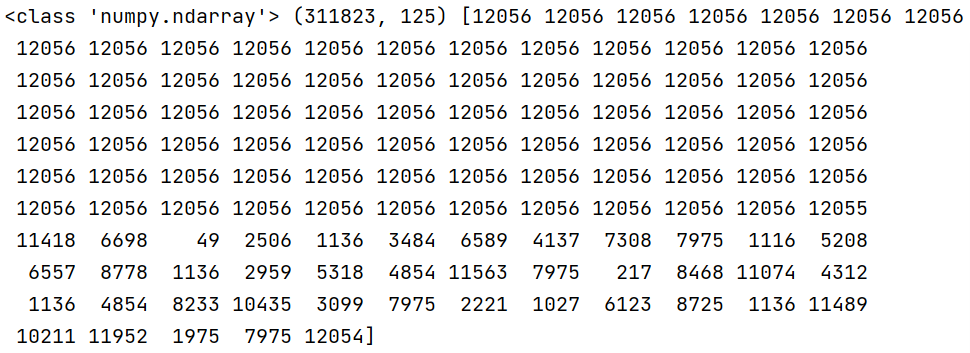 <class 'numpy.ndarray'> (311823, 125) [12056 12056 12056 12056 12056 12056 12056
12056 12056 12056 12056 12056 12056 12056 12056 12056 12056 12056 12056
12056 12056 12056 12056 12056 12056 12056 12056 12056 12056 12056 12056
12056 12056 12056 12056 12056 12056 12056 12056 12056 12056 12056 12056
12056 12056 12056 12056 12056 12056 12056 12056 12056 12056 12056 12056
12056 12056 12056 12056 12056 12056 12056 12056 12056 12056 12056 12056
12056 12056 12056 12056 12056 12056 12056 12056 12056 12056 12056 12055
11418 6698 49 2506 1136 3484 6589 4137 7308 7975 1116 5208
6557 8778 1136 2959 5318 4854 11563 7975 217 8468 11074 4312
1136 4854 8233 10435 3099 7975 2221 1027 6123 8725 1136 11489
10211 11952 1975 7975 12054]